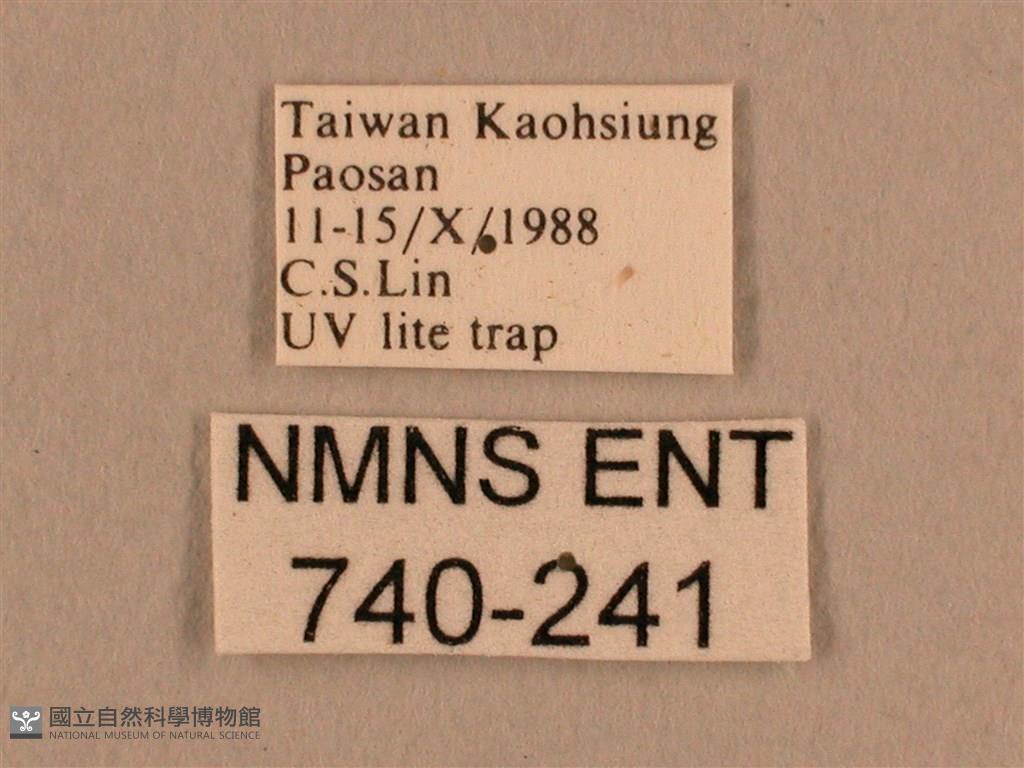 Taiwan Kaohsiung
Paosan
11-15/X/1988
C.S.Lin
UV lite trap
NMNS ENT
740-241
國立自然科學博物館
NATIONAL MUSEUM OF NATURAL SCIENCE